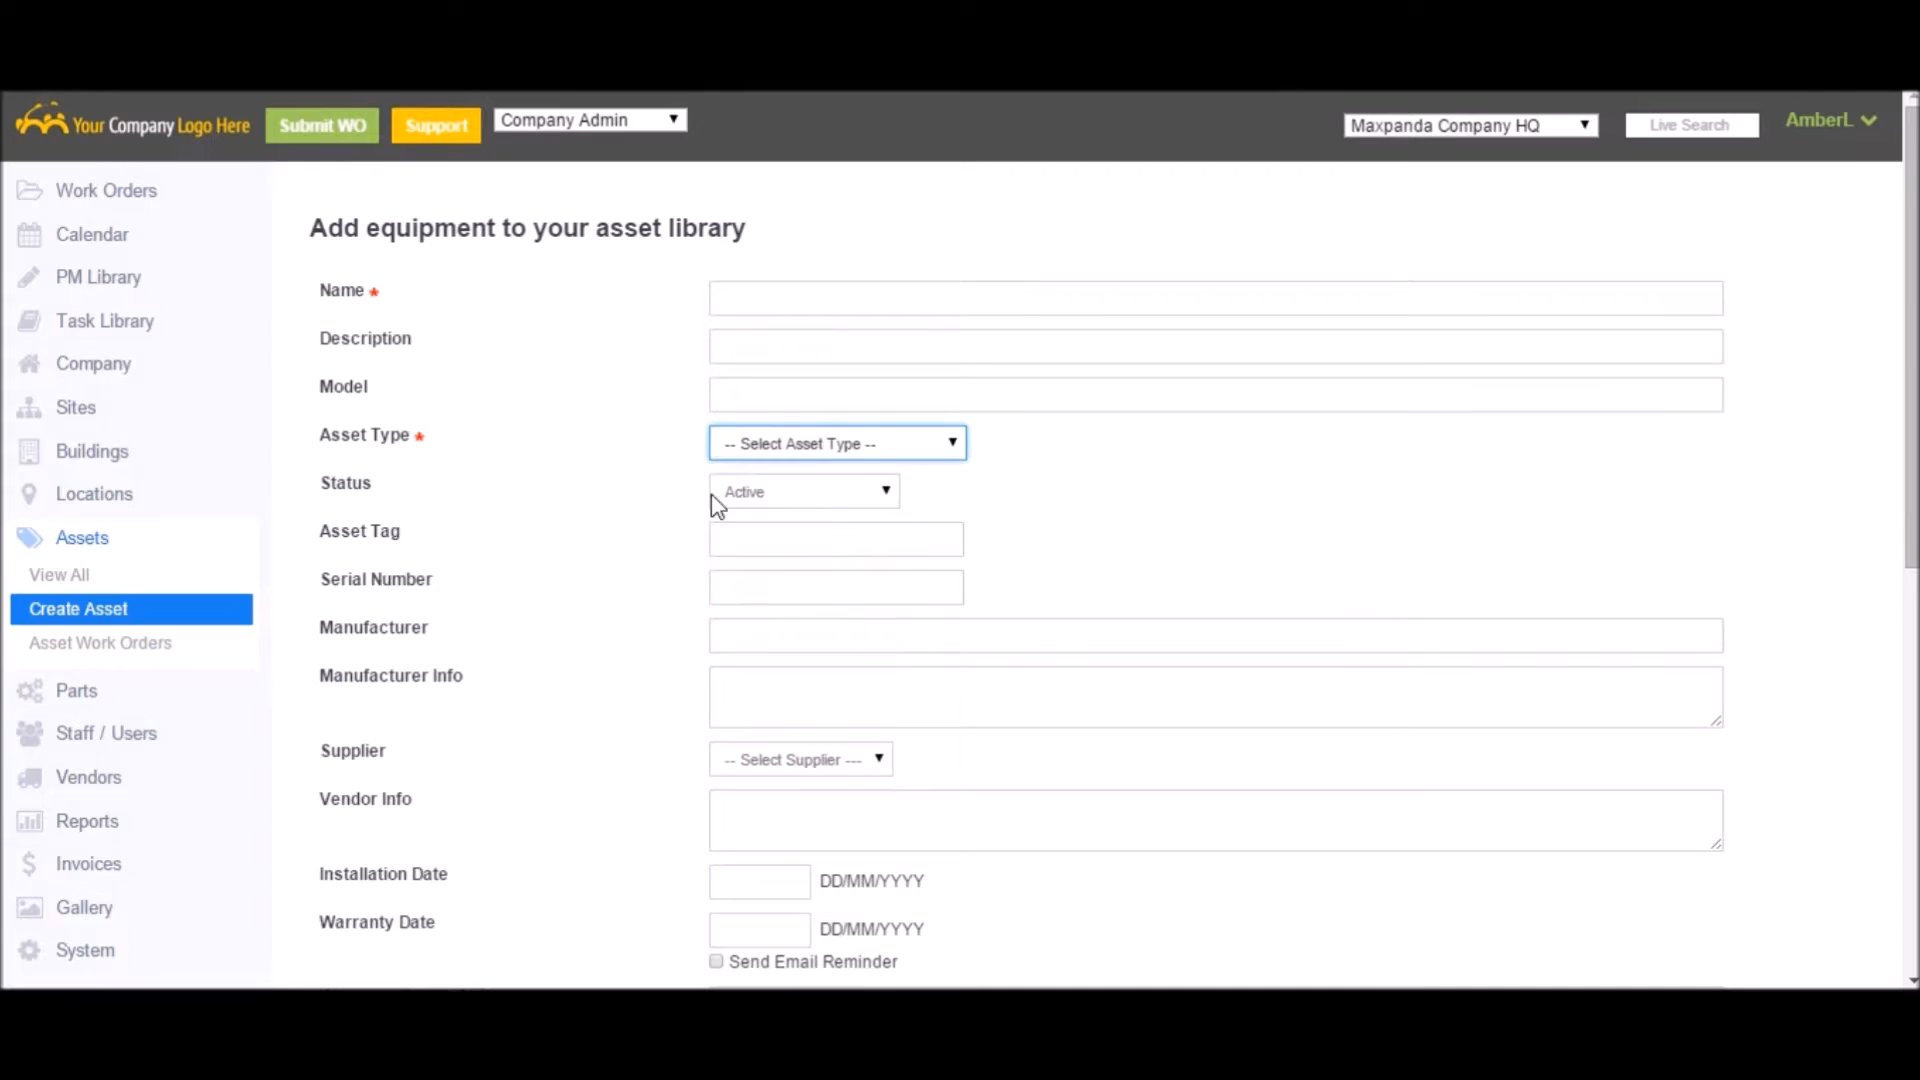 Your Company Logo Here
Submit WO
Support
Company Admin
Maxpanda Company HQ
Live Search
AmberL
Work Orders
Calendar
PM Library
Task Library
Company
Sites
Buildings
Locations
Assets
View All
Create Asset
Asset Work Orders
Parts
Staff / Users
Vendors
Reports
Invoices
Gallery
System
Add equipment to your asset library
Name *
Description
Model
Asset Type *
-- Select Asset Type --
Status
Active
Asset Tag
Serial Number
Manufacturer
Manufacturer Info
Supplier
-- Select Supplier ---
Vendor Info
Installation Date
DD/MM/YYYY
Warranty Date
DD/MM/YYYY
Send Email Reminder